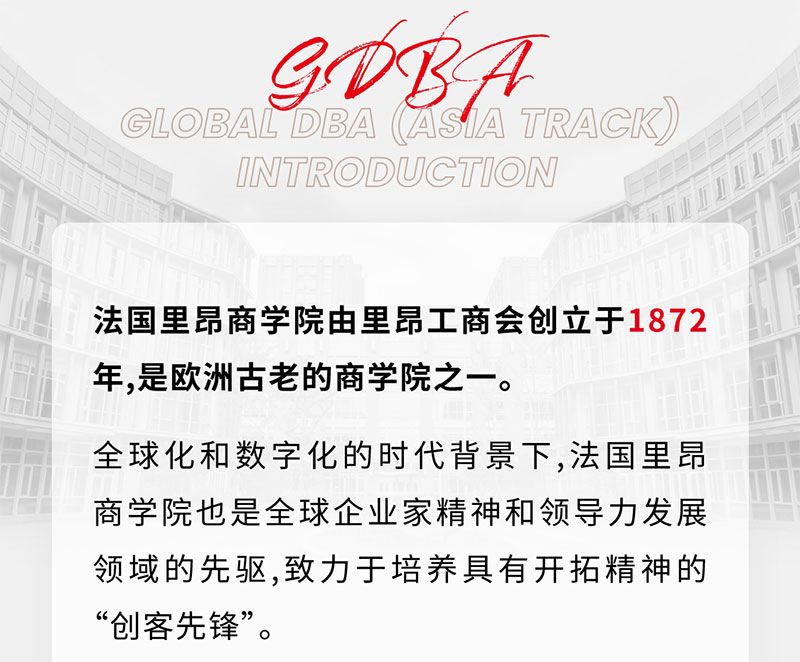 GDBA
GLOBAL DBA (ASIA TRACK)
INTRODUCTION
法国里昂商学院由里昂工商会创立于1872
年,是欧洲古老的商学院之一。
全球化和数字化的时代背景下,法国里昂
商学院也是全球企业家精神和领导力发展
领域的先驱,致力于培养具有开拓精神的
“创客先锋”。